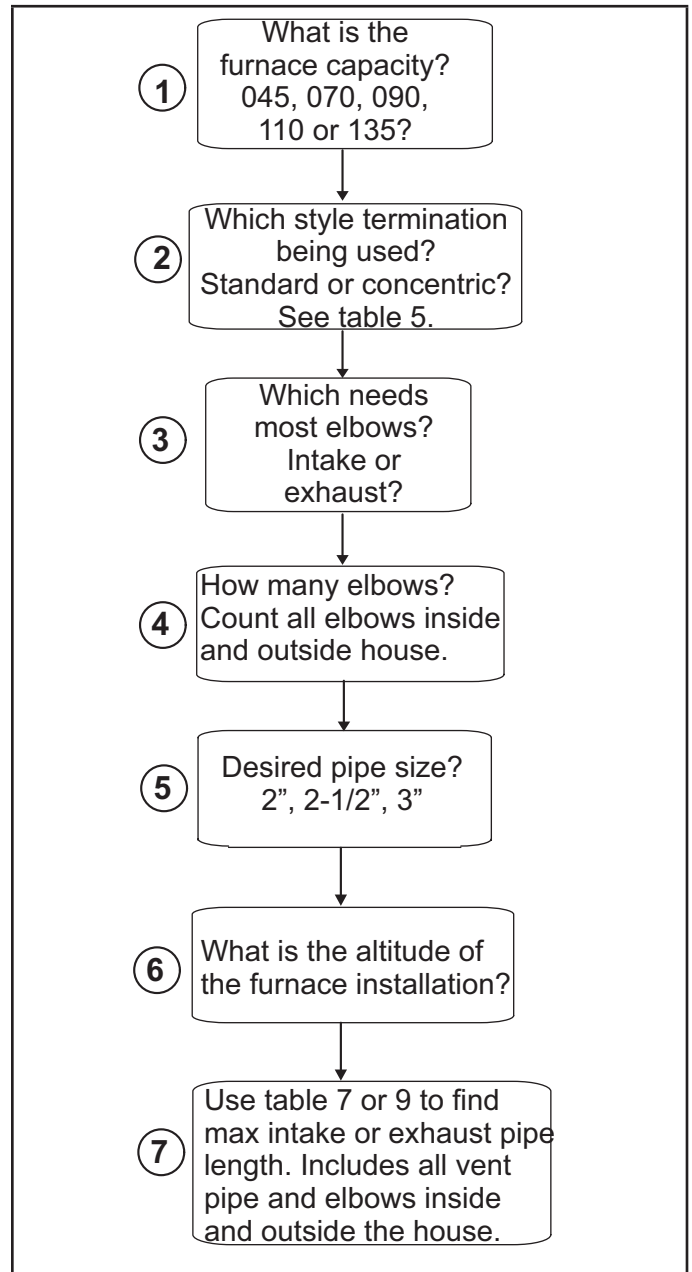 What is the
furnace capacity?
1
045, 070, 090,
110 or 135?
Which style termination
being used?
2
Standard or concentric?
See table 5.
Which needs
most elbows?
3
Intake or
exhaust?
How many elbows?
4
Count all elbows inside
and outside house.
5
Desired pipe size?
2”, 2-1/2”, 3”
6
What is the altitude of
the furnace installation?
Use table 7 or 9 to find
max intake or exhaust pipe
7
length. Includes all vent
pipe and elbows inside
and outside the house.